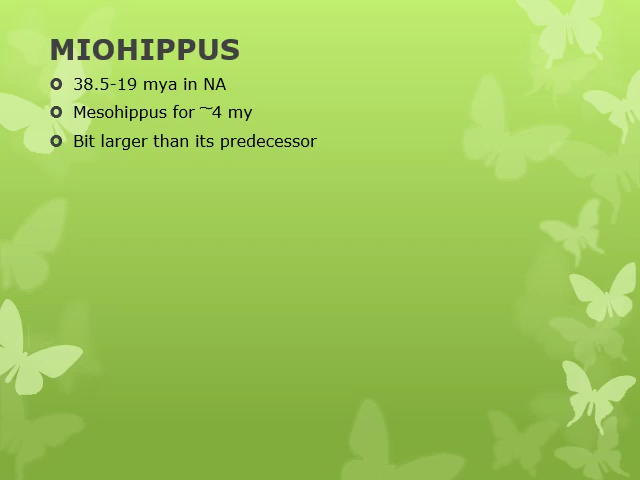 MIOHIPPUS
38.5-19 mya in NA
Mesohippus for ~4 my
Bit larger than its predecessor